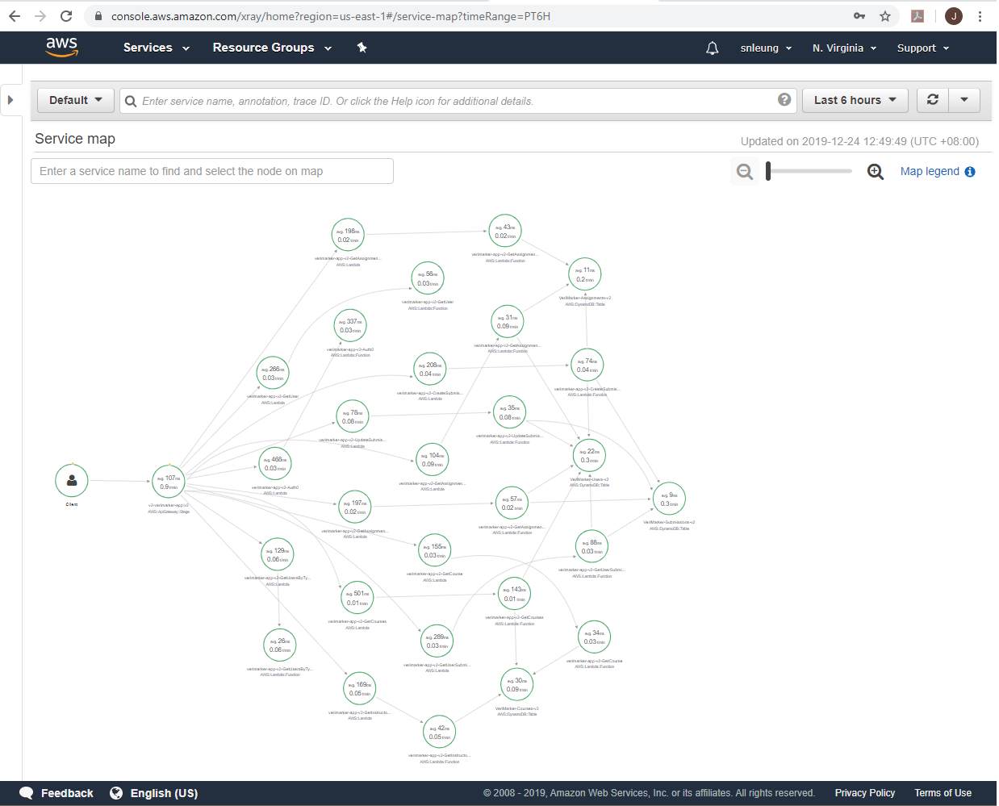 console.aws.amazon.com/xray/home?region=us-east-1#/service-map?timeRange=PT6H
J
aws
Services
Resource Groups
snleung
N. Virginia
Support
Default
Enter service name, annotation, trace ID. Or click the Help icon for additional details.
?
Last 6 hours
Service map
Updated on 2019-12-24 12:49:49 (UTC +08:00)
Enter a service name to find and select the node on map
Map legend
avg. 198ms
0.02 t/min
verimarker-app-v2-GetAssignmen...
AWS::Lambda
avg. 43ms
0.02 t/min
verimarker-app-v2-GetAssignmen...
AWS::Lambda::Function
avg. 11ms
0.2 t/min
VeriMarker-Assignments-v2
AWS::DynamoDB::Table
avg. 56ms
0.03 t/min
verimarker-app-v2-GetUser
AWS::Lambda::Function
avg. 31ms
0.09 t/min
verimarker-app-v2-GetAssignmen...
AWS::Lambda::Function
avg. 337ms
0.03 t/min
verimarker-app-v2-Auth0
AWS::Lambda::Function
avg. 266ms
0.03 t/min
verimarker-app-v2-GetUser
AWS::Lambda
avg. 208ms
0.04 t/min
verimarker-app-v2-CreateSubmis...
AWS::Lambda
avg. 74ms
0.04 t/min
verimarker-app-v2-CreateSubmis...
AWS::Lambda::Function
avg. 78ms
0.08 t/min
verimarker-app-v2-UpdateSubmis...
AWS::Lambda
avg. 35ms
0.08 t/min
verimarker-app-v2-UpdateSubmis...
AWS::Lambda::Function
avg. 468ms
0.03 t/min
verimarker-app-v2-Auth0
AWS::Lambda
avg. 104ms
0.09 t/min
verimarker-app-v2-GetAssignmen...
AWS::Lambda
avg. 22ms
0.3 t/min
VeriMarker-Users-v2
AWS::DynamoDB::Table
Client
avg. 107ms
0.9 t/min
v2-verimarker-api/v2
AWS::ApiGateway::Stage
avg. 197ms
0.02 t/min
verimarker-app-v2-GetAssignmen...
AWS::Lambda
avg. 57ms
0.02 t/min
verimarker-app-v2-GetAssignmen...
AWS::Lambda::Function
avg. 9ms
0.3 t/min
VeriMarker-Submissions-v2
AWS::DynamoDB::Table
avg. 129ms
0.06 t/min
verimarker-app-v2-GetUsersByTy...
AWS::Lambda
avg. 155ms
0.03 t/min
verimarker-app-v2-GetCourse
AWS::Lambda
avg. 88ms
0.03 t/min
verimarker-app-v2-GetUserSubmi...
AWS::Lambda::Function
avg. 501ms
0.01 t/min
verimarker-app-v2-GetCourses
AWS::Lambda
avg. 143ms
0.01 t/min
verimarker-app-v2-GetCourses
AWS::Lambda::Function
avg. 26ms
0.06 t/min
verimarker-app-v2-GetUsersByTy...
AWS::Lambda::Function
avg. 289ms
0.03 t/min
verimarker-app-v2-GetUserSubmi...
AWS::Lambda
avg. 34ms
0.03 t/min
verimarker-app-v2-GetCourse
AWS::Lambda::Function
avg. 169ms
0.05 t/min
verimarker-app-v2-GetInstructo...
AWS::Lambda
avg. 30ms
0.09 t/min
VeriMarker-Courses-v2
AWS::DynamoDB::Table
avg. 42ms
0.05 t/min
verimarker-app-v2-GetInstructo...
AWS::Lambda::Function
Feedback
English (US)
© 2008 - 2019, Amazon Web Services, Inc. or its affiliates. All rights reserved.
Privacy Policy
Terms of Use